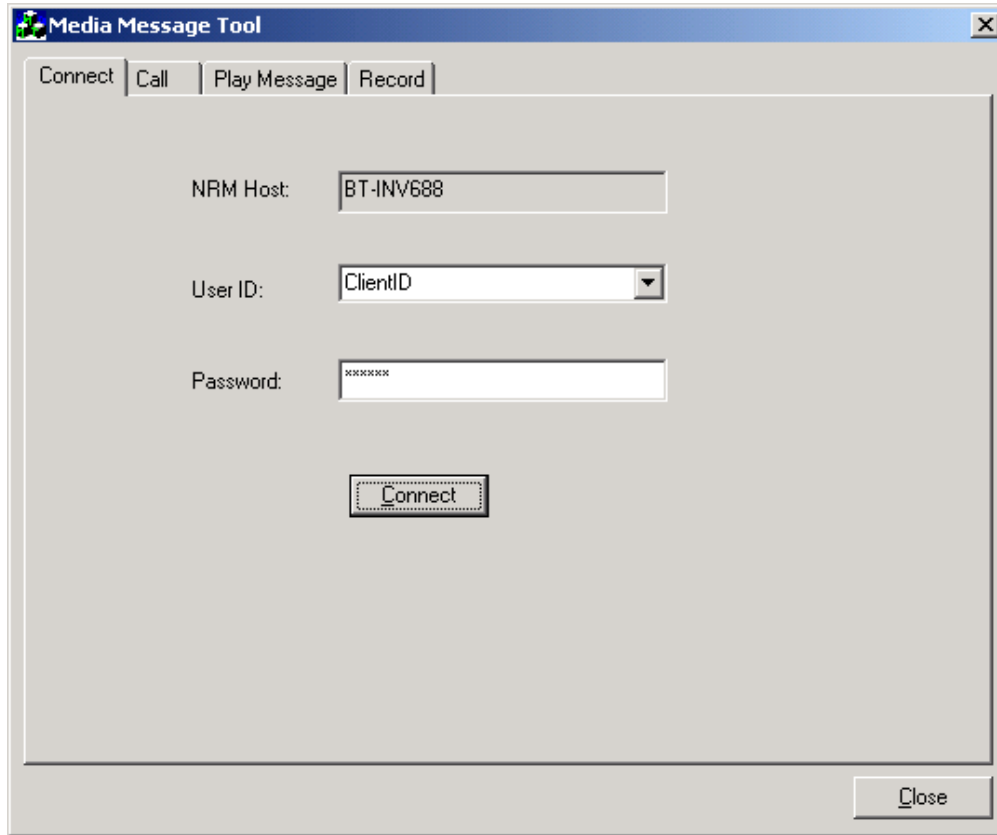 Media Message Tool
Connect Call Play Message Record
NRM Host: BT-INV688
User ID: ClientID
Password: ××××××
Connect
Close